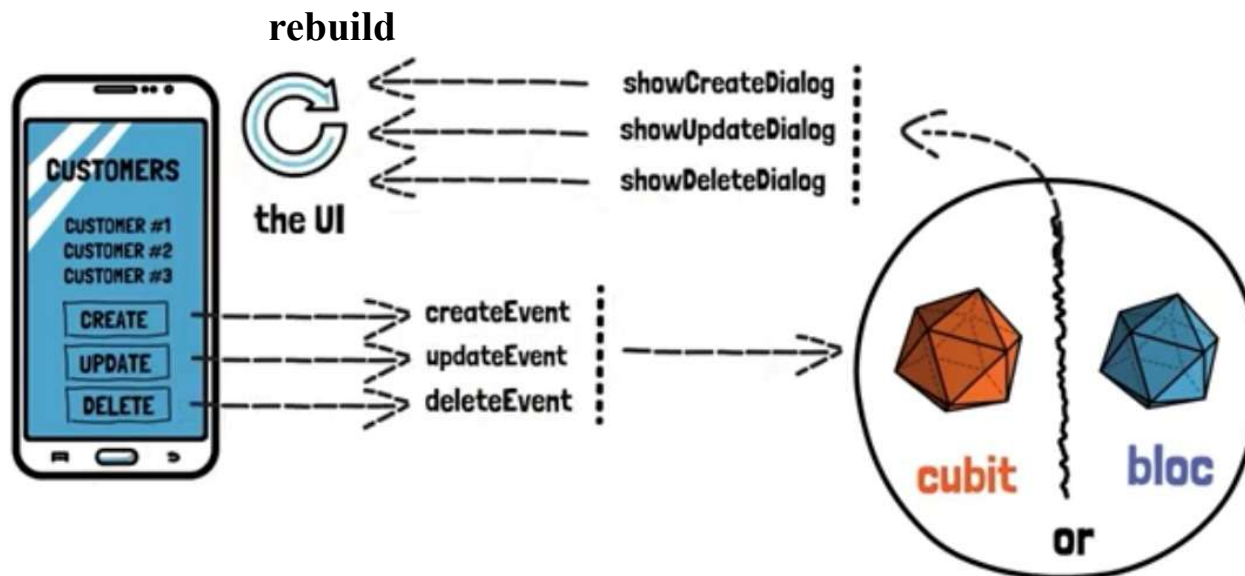 rebuild
the UI
showCreateDialog
showUpdateDialog
showDeleteDialog
CUSTOMERS
CUSTOMER #1
CUSTOMER #2
CUSTOMER #3
CREATE
UPDATE
DELETE
createEvent
updateEvent
deleteEvent
cubit
bloc
or